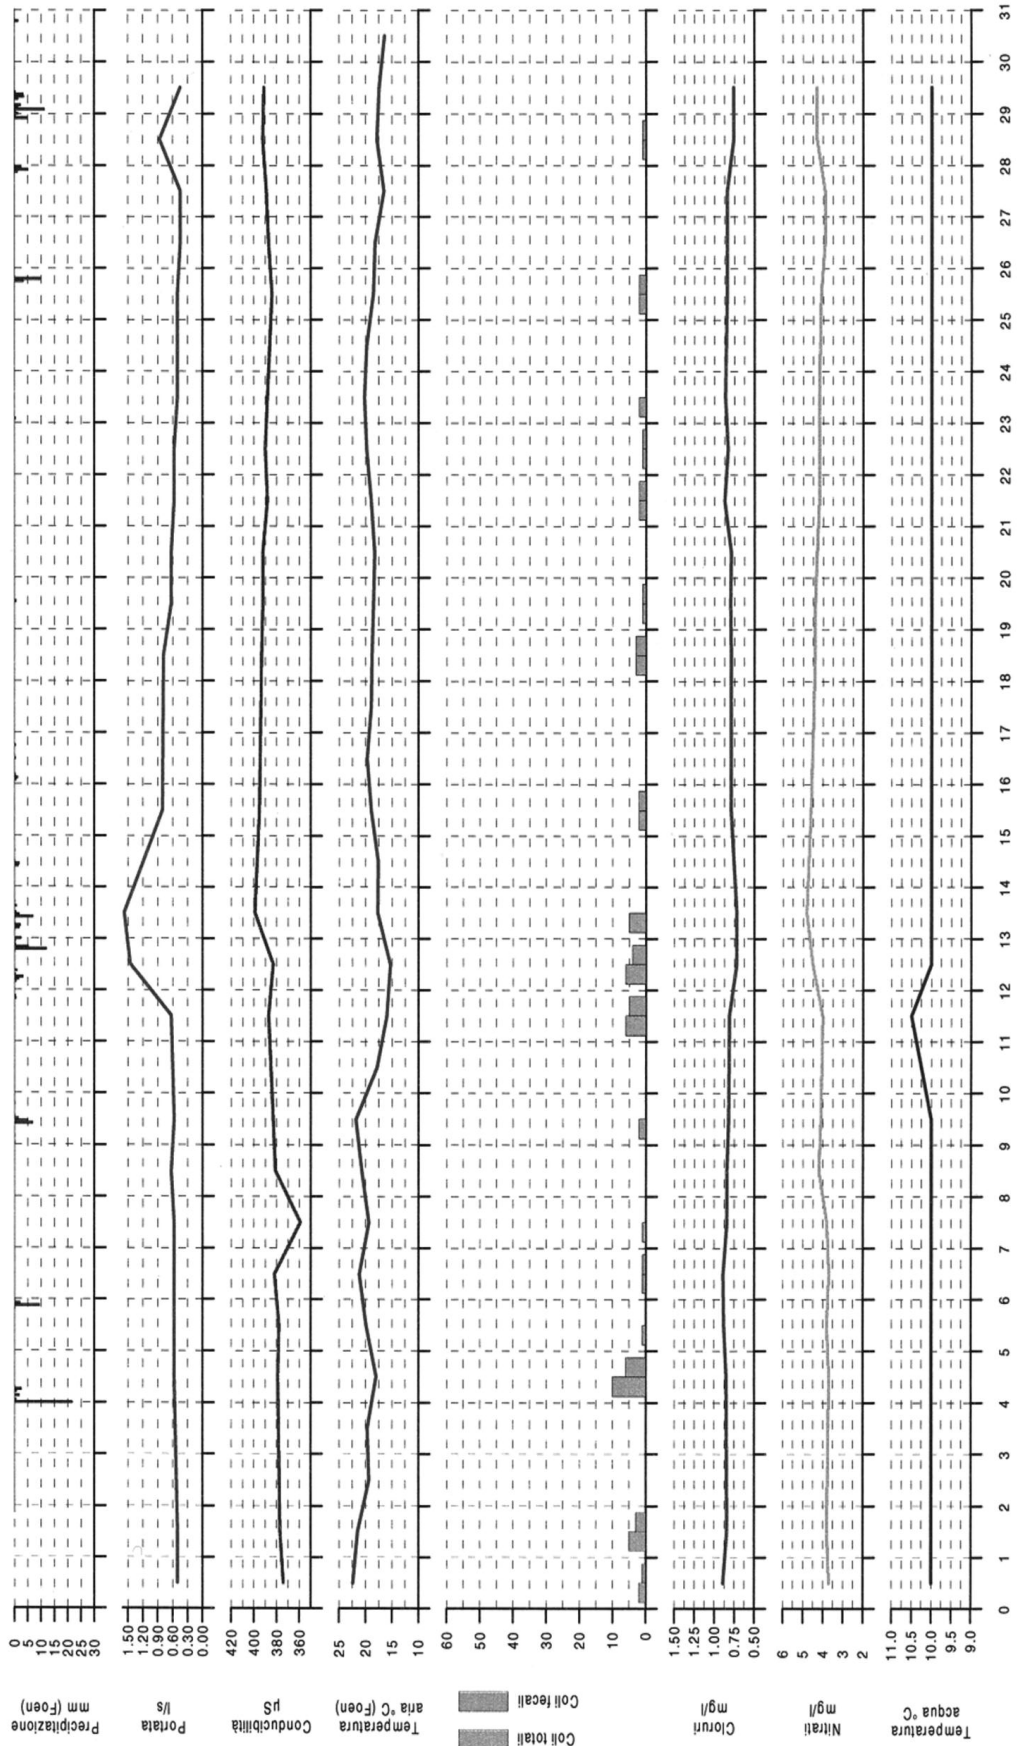 Precipitazione
mm (Foen)
0
5
10
15
20
25
30
Portata
l/s
1.50
1.20
0.90
0.60
0.30
0.00
Conducibilità
µS
420
400
380
360
Temperatura
aria °C (Foen)
25
20
15
10
Coli totali
Coli fecali
60
50
40
30
20
10
0
Cloruri
mg/l
1.50
1.25
1.00
0.75
0.50
Nitrati
mg/l
6
5
4
3
2
Temperatura
acqua °C
11.0
10.5
10.0
9.5
9.0
0 1 2 3 4 5 6 7 8 9 10 11 12 13 14 15 16 17 18 19 20 21 22 23 24 25 26 27 28 29 30 31